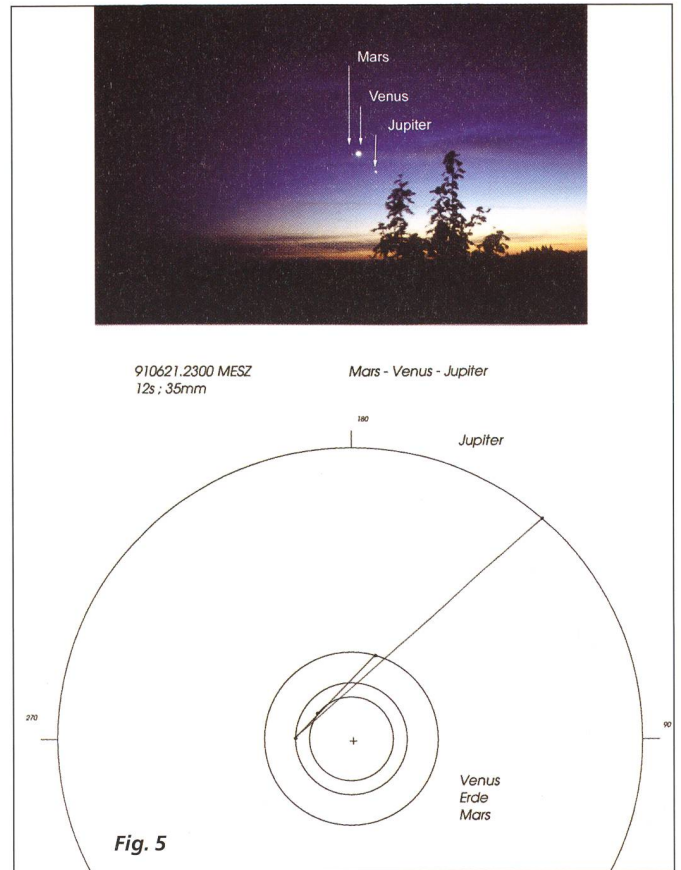 Mars
Venus
Jupiter
910621.2300 MESZ
12s ; 35mm
Mars - Venus - Jupiter
180
Jupiter
270
90
Venus
Erde
Mars
Fig. 5